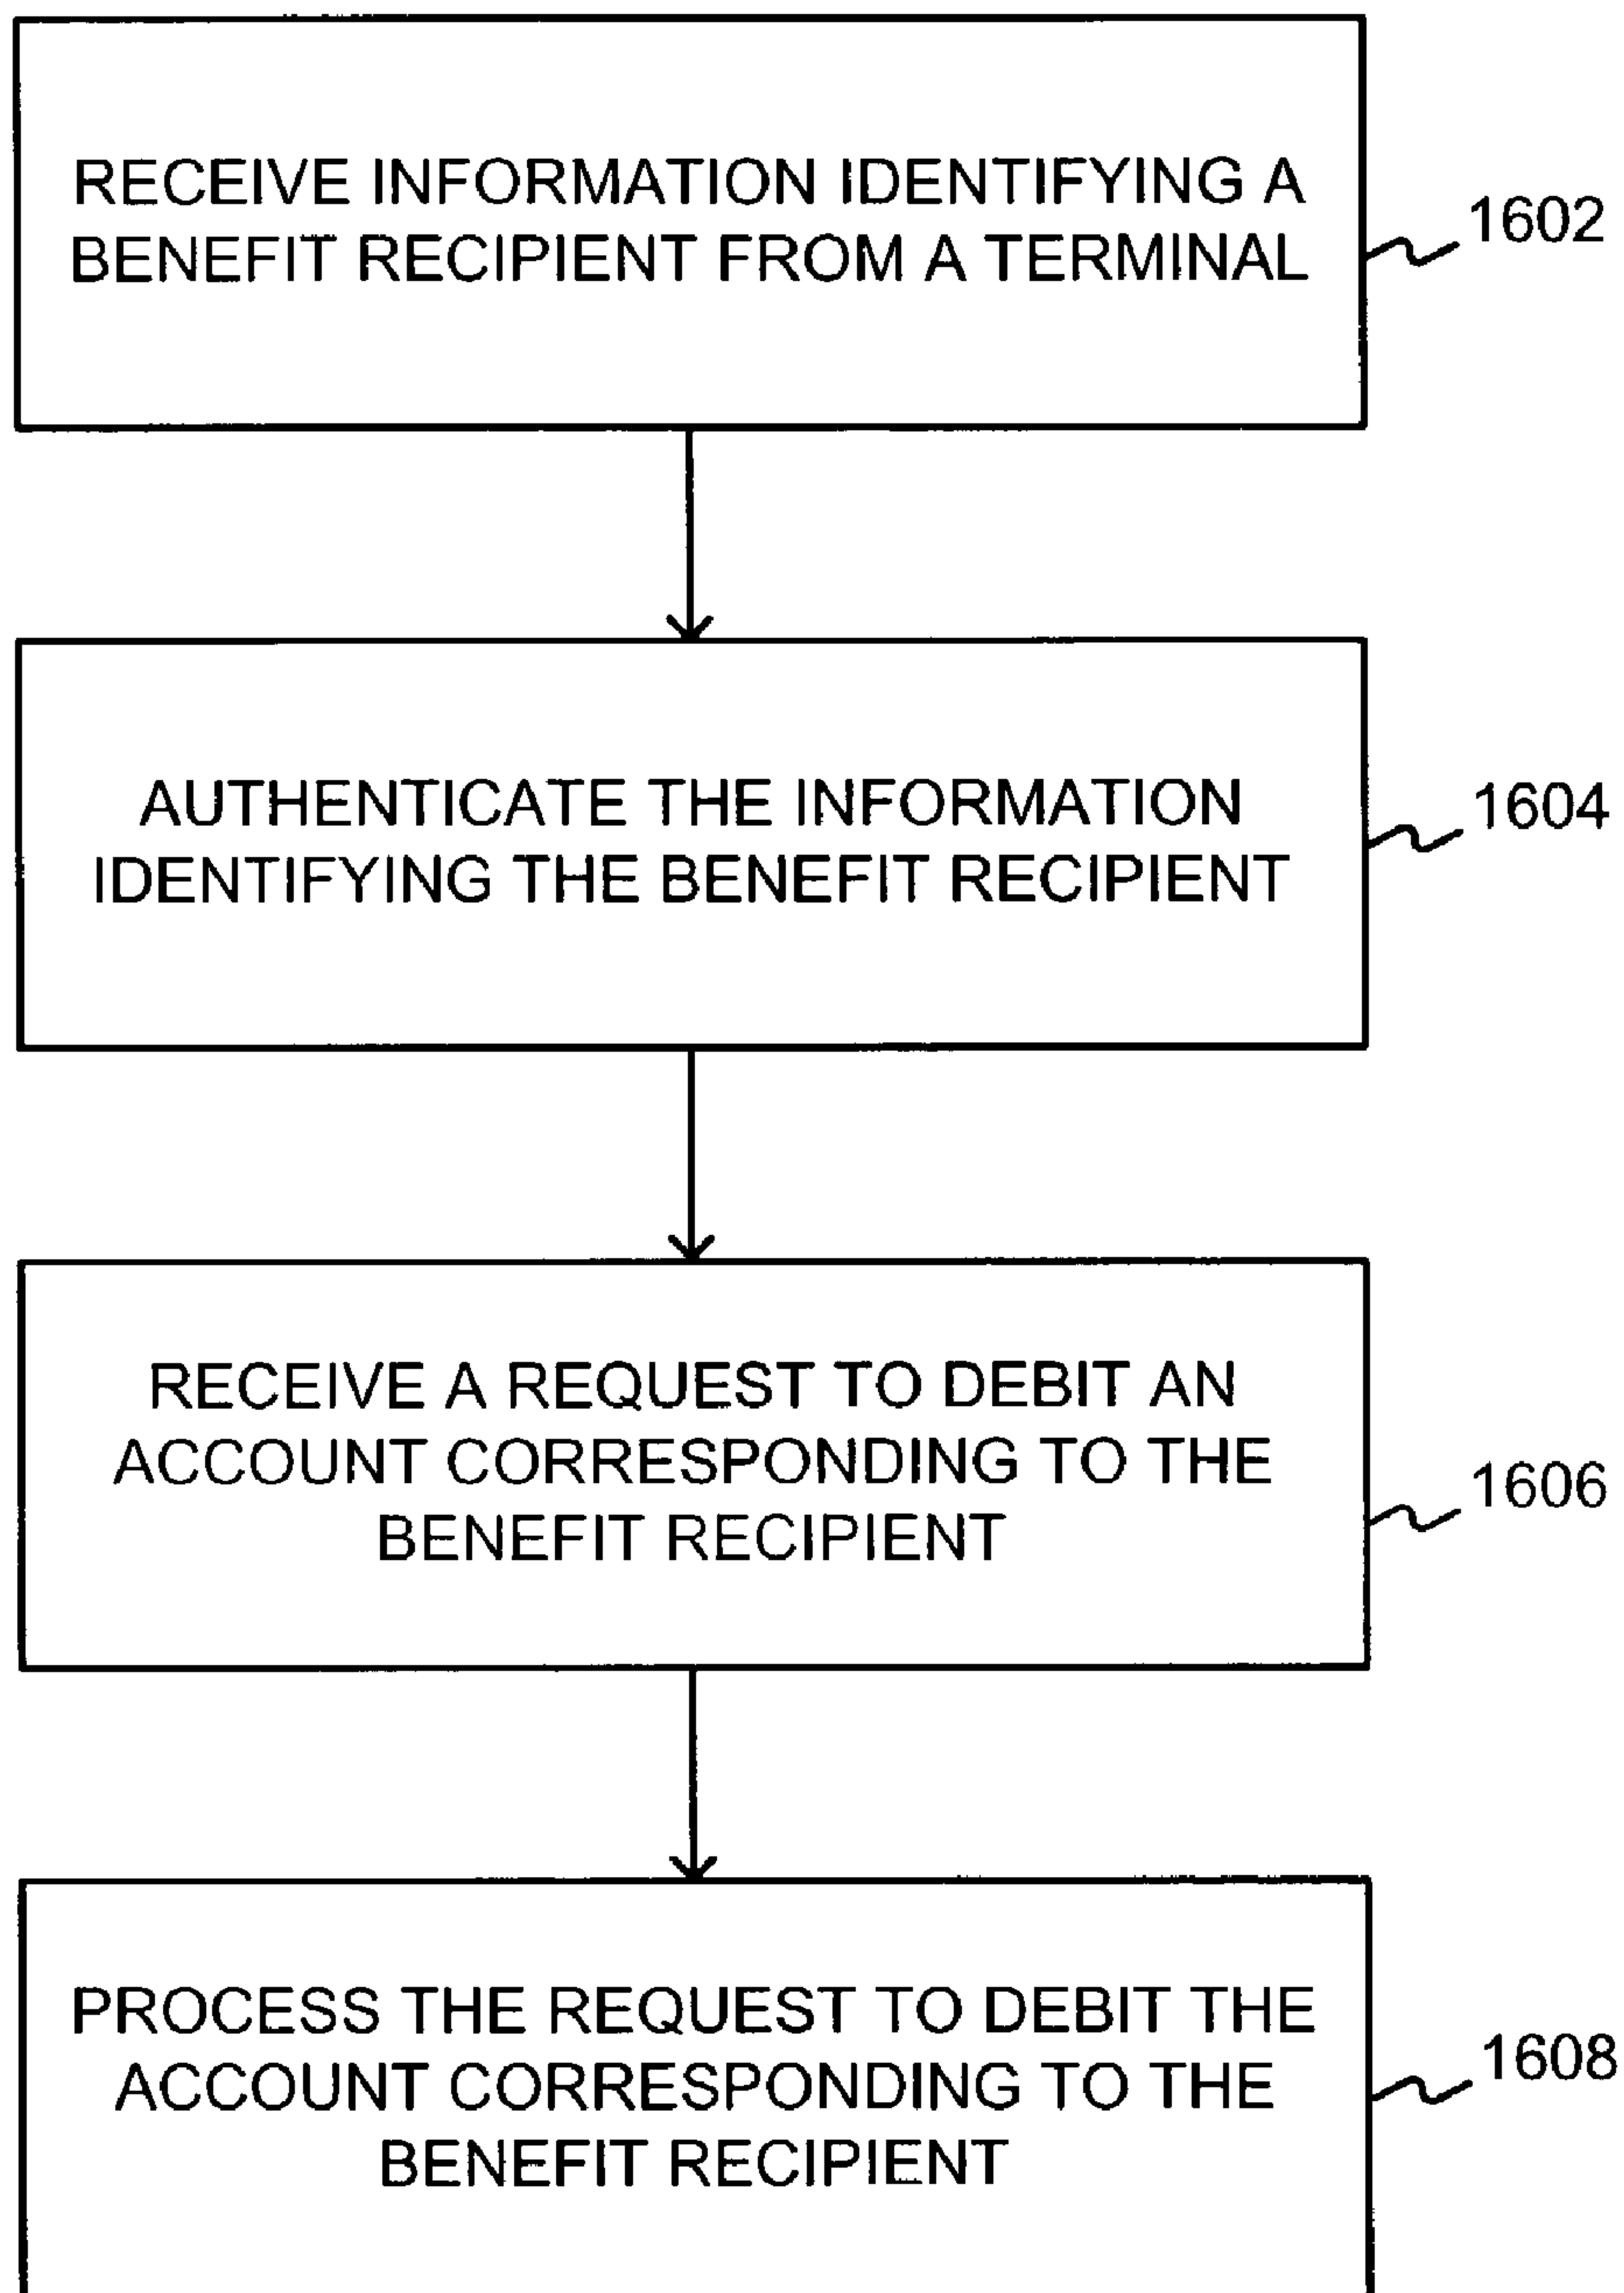 RECEIVE INFORMATION IDENTIFYING A
BENEFIT RECIPIENT FROM A TERMINAL
1602
AUTHENTICATE THE INFORMATION
IDENTIFYING THE BENEFIT RECIPIENT
1604
RECEIVE A REQUEST TO DEBIT AN
ACCOUNT CORRESPONDING TO THE
BENEFIT RECIPIENT
1606
PROCESS THE REQUEST TO DEBIT THE
ACCOUNT CORRESPONDING TO THE
BENEFIT RECIPIENT
1608